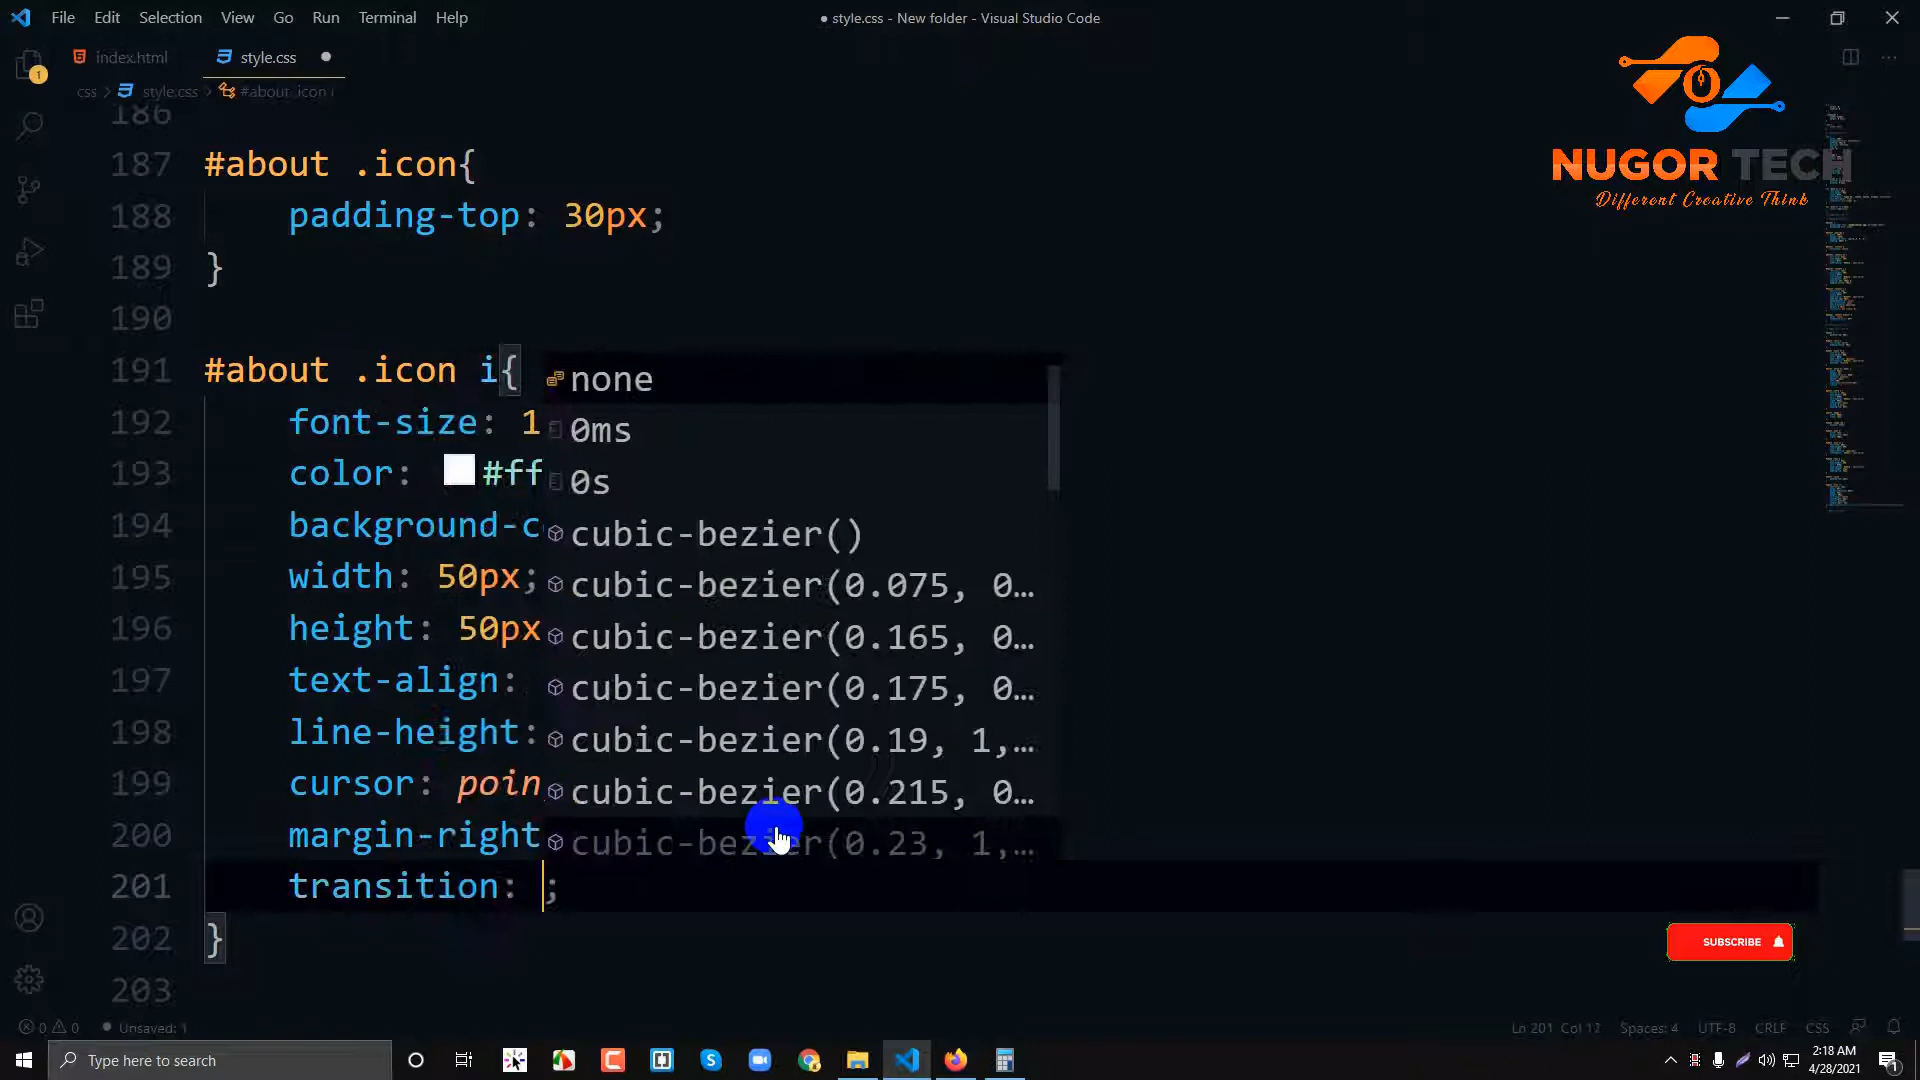 File Edit Selection View Go Run Terminal Help
● style.css - New folder - Visual Studio Code
index.html style.css
css > style.css > #about .icon i
NUGOR TECH
Different Creative Think
186
187 #about .icon{
188 padding-top: 30px;
189 }
190
191 #about .icon i{
192 font-size: 1
193 color: #ff
194 background-c
195 width: 50px;
196 height: 50px
197 text-align:
198 line-height:
199 cursor: poin
200 margin-right
201 transition: ;
202 }
203
none
0ms
0s
cubic-bezier()
cubic-bezier(0.075, 0…
cubic-bezier(0.165, 0…
cubic-bezier(0.175, 0…
cubic-bezier(0.19, 1,…
cubic-bezier(0.215, 0…
cubic-bezier(0.23, 1,…
SUBSCRIBE
0 0 Unsaved: 1
Spaces: 4 UTF-8 CRLF CSS
Type here to search
2:18 AM
4/28/2021